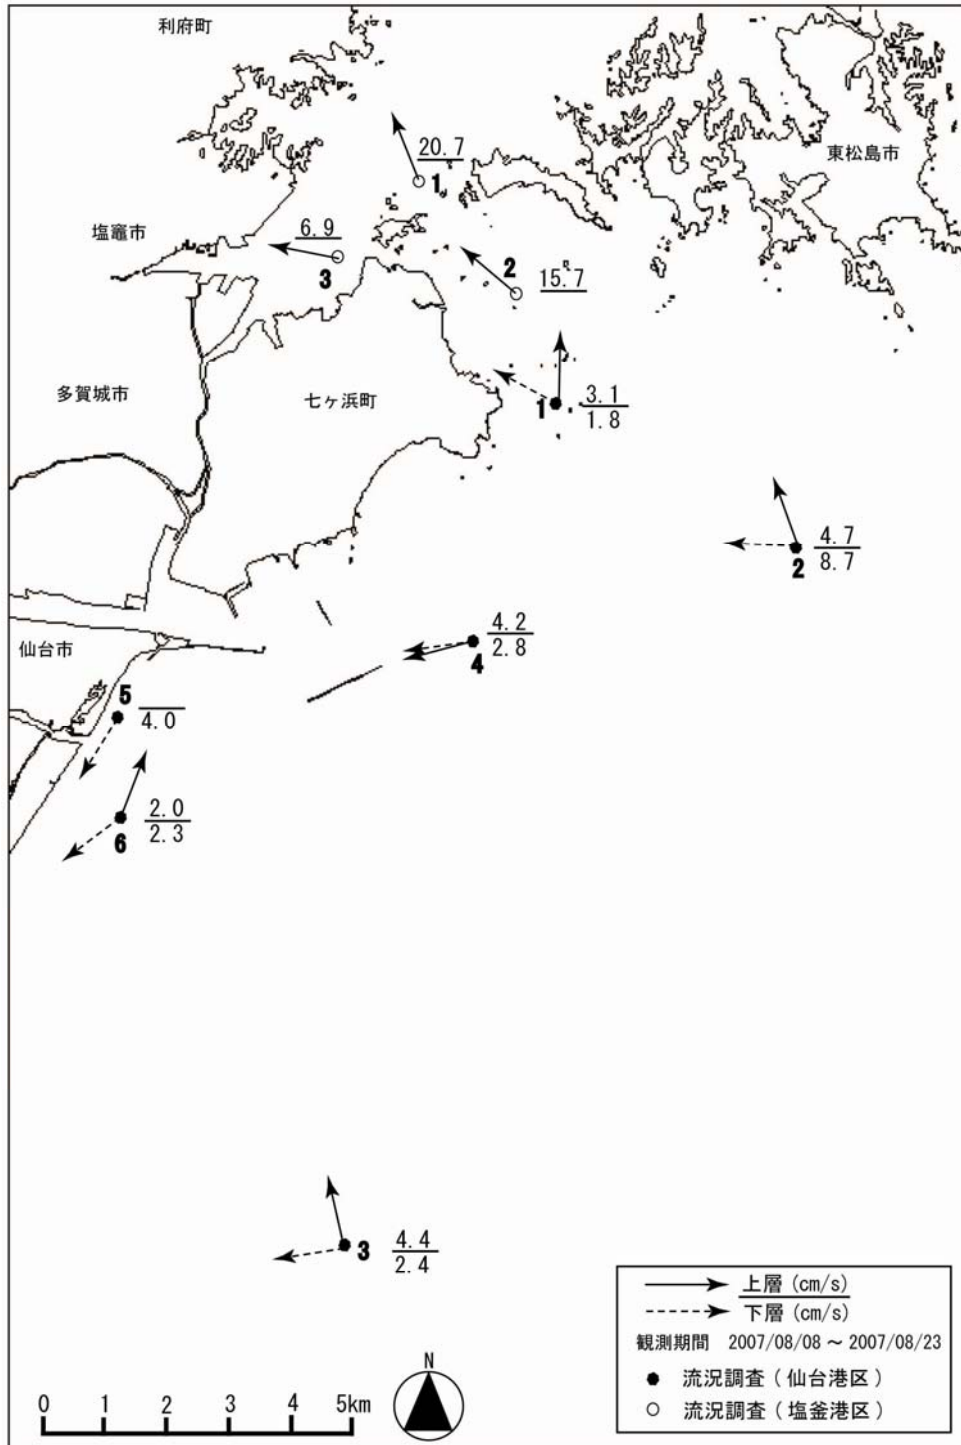 利府町
20.7
1
東松島市
塩竈市
6.9
3
2
15.7
多賀城市
七ヶ浜町
1
3.1
1.8
4.7
8.7
2
4.2
2.8
4
仙台市
5
4.0
2.0
2.3
6
3
4.4
2.4
上層 (cm/s)
下層 (cm/s)
観測期間 2007/08/08 ~ 2007/08/23
流況調査 ( 仙台港区 )
流況調査 ( 塩釜港区 )
N
0 1 2 3 4 5km